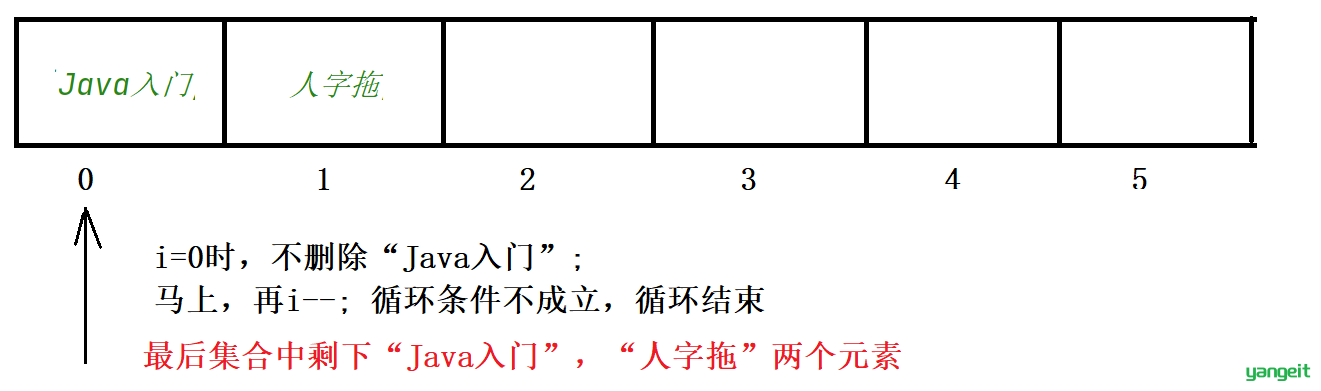 Java入门 人字拖
0 1 2 3 4 5
i=0时，不删除“Java入门”;
马上，再i--; 循环条件不成立，循环结束
最后集合中剩下“Java入门”，“人字拖”两个元素
yangeit